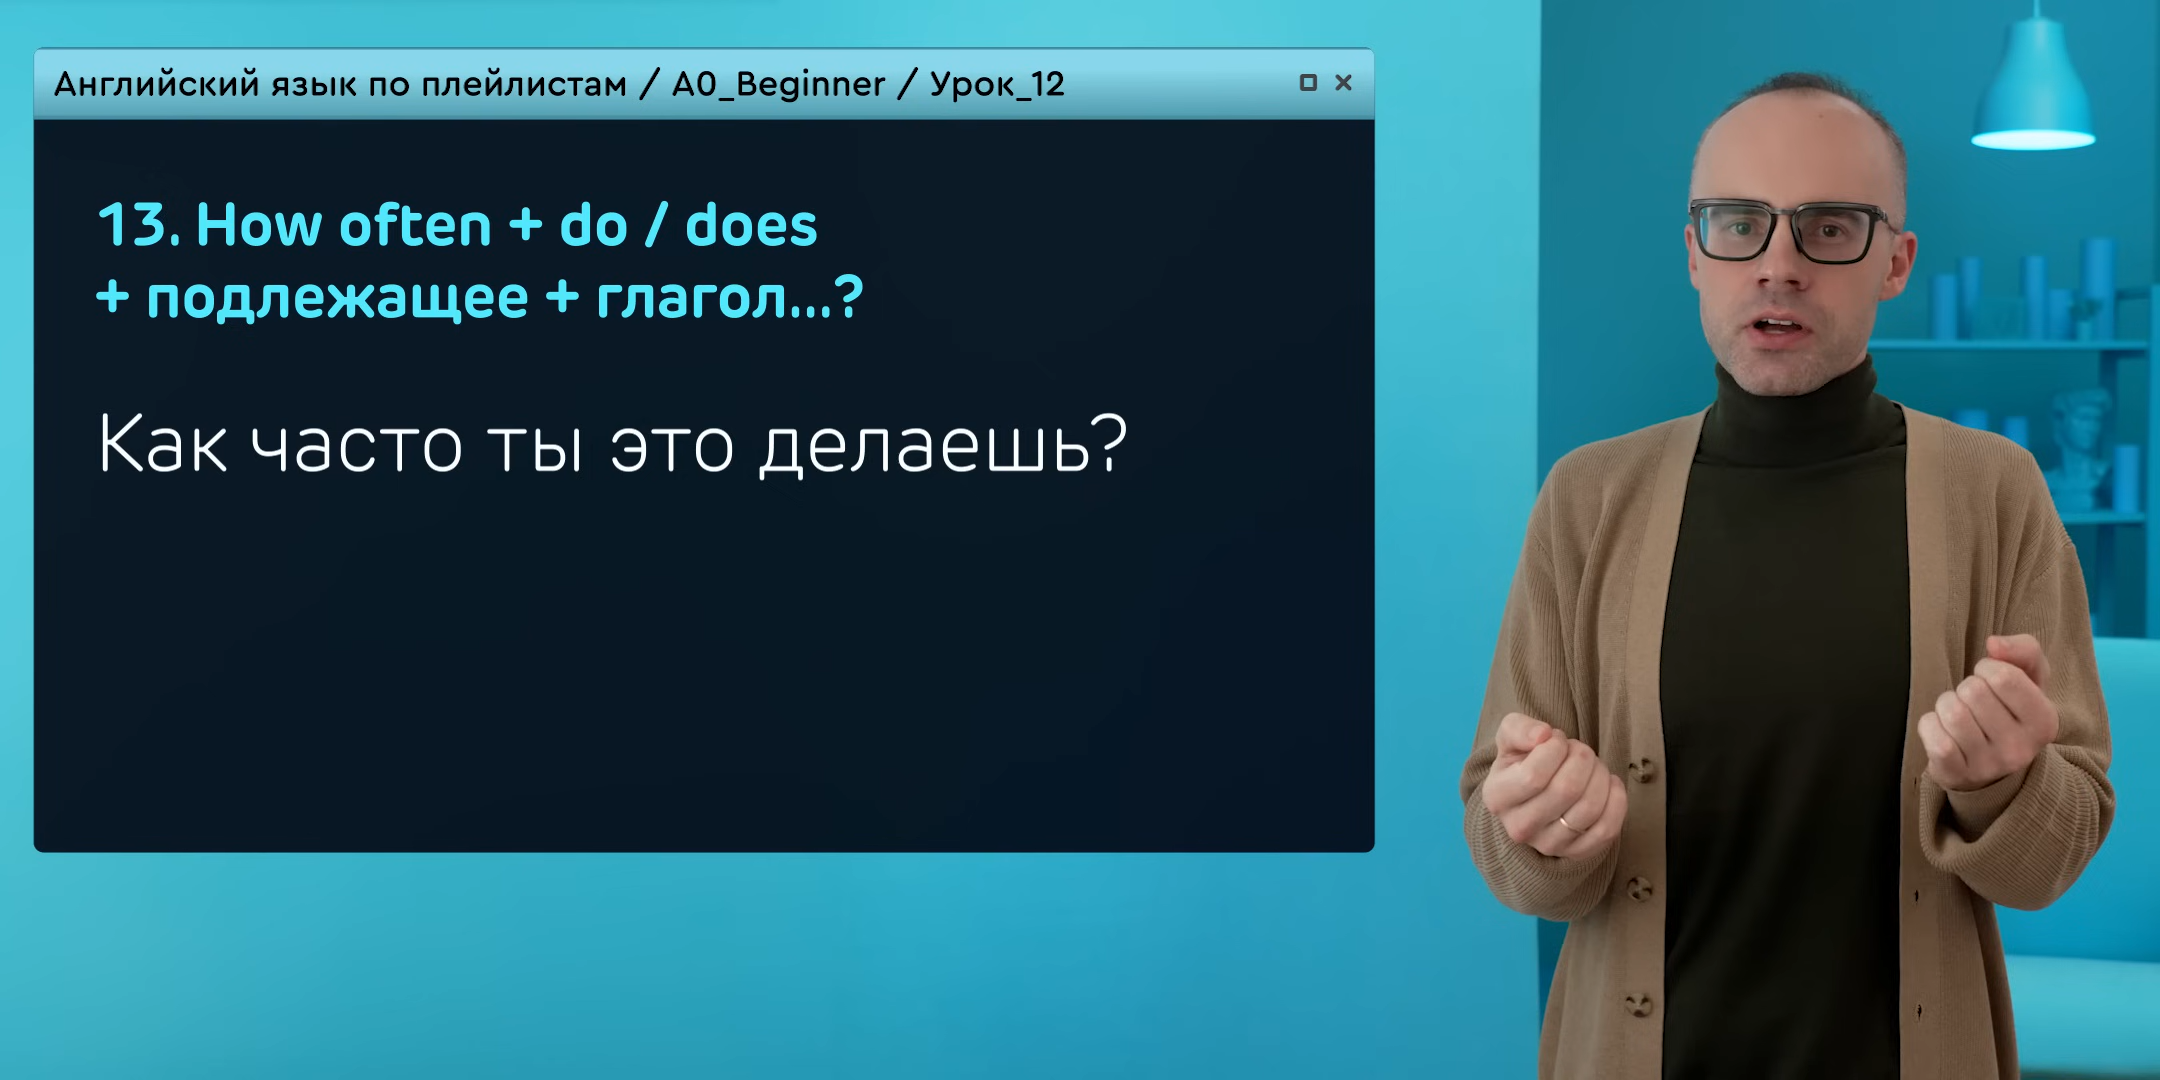 Английский язык по плейлистам / A0_Beginner / Урок_12
13. How often + do / does
+ подлежащее + глагол...?
Как часто ты это делаешь?